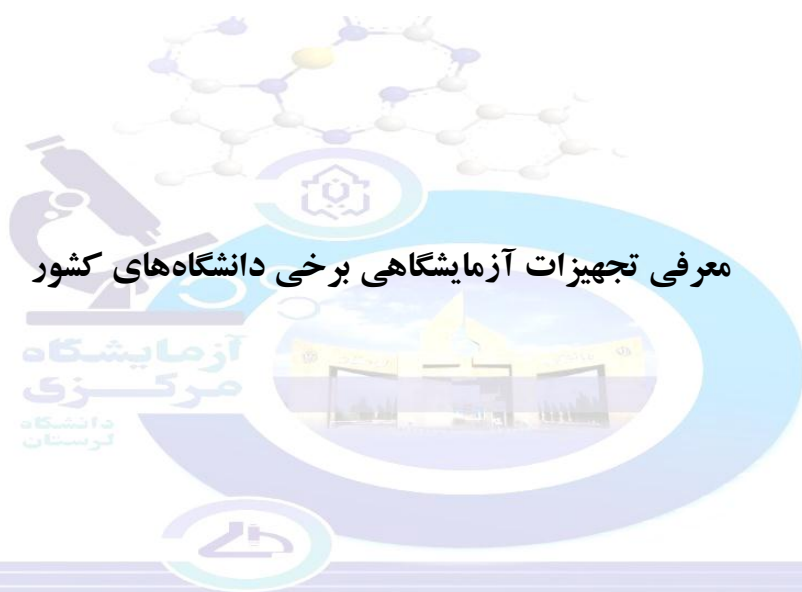 معرفی تجهیزات آزمایشگاهی برخی دانشگاه‌های کشور
آزمایشگاه
مرکزی
دانشگاه
لرستان